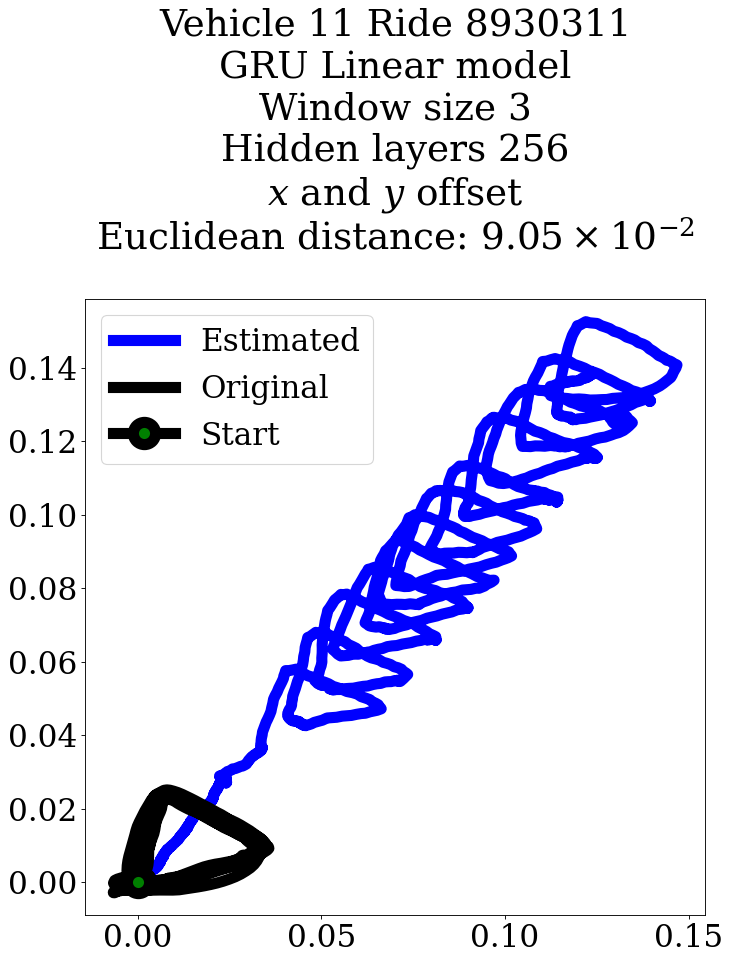 Vehicle 11 Ride 8930311
GRU Linear model
Window size 3
Hidden layers 256
x and y offset
Euclidean distance: 9.05 × 10⁻²
Estimated
Original
Start
0.14
0.12
0.10
0.08
0.06
0.04
0.02
0.00
0.00 0.05 0.10 0.15